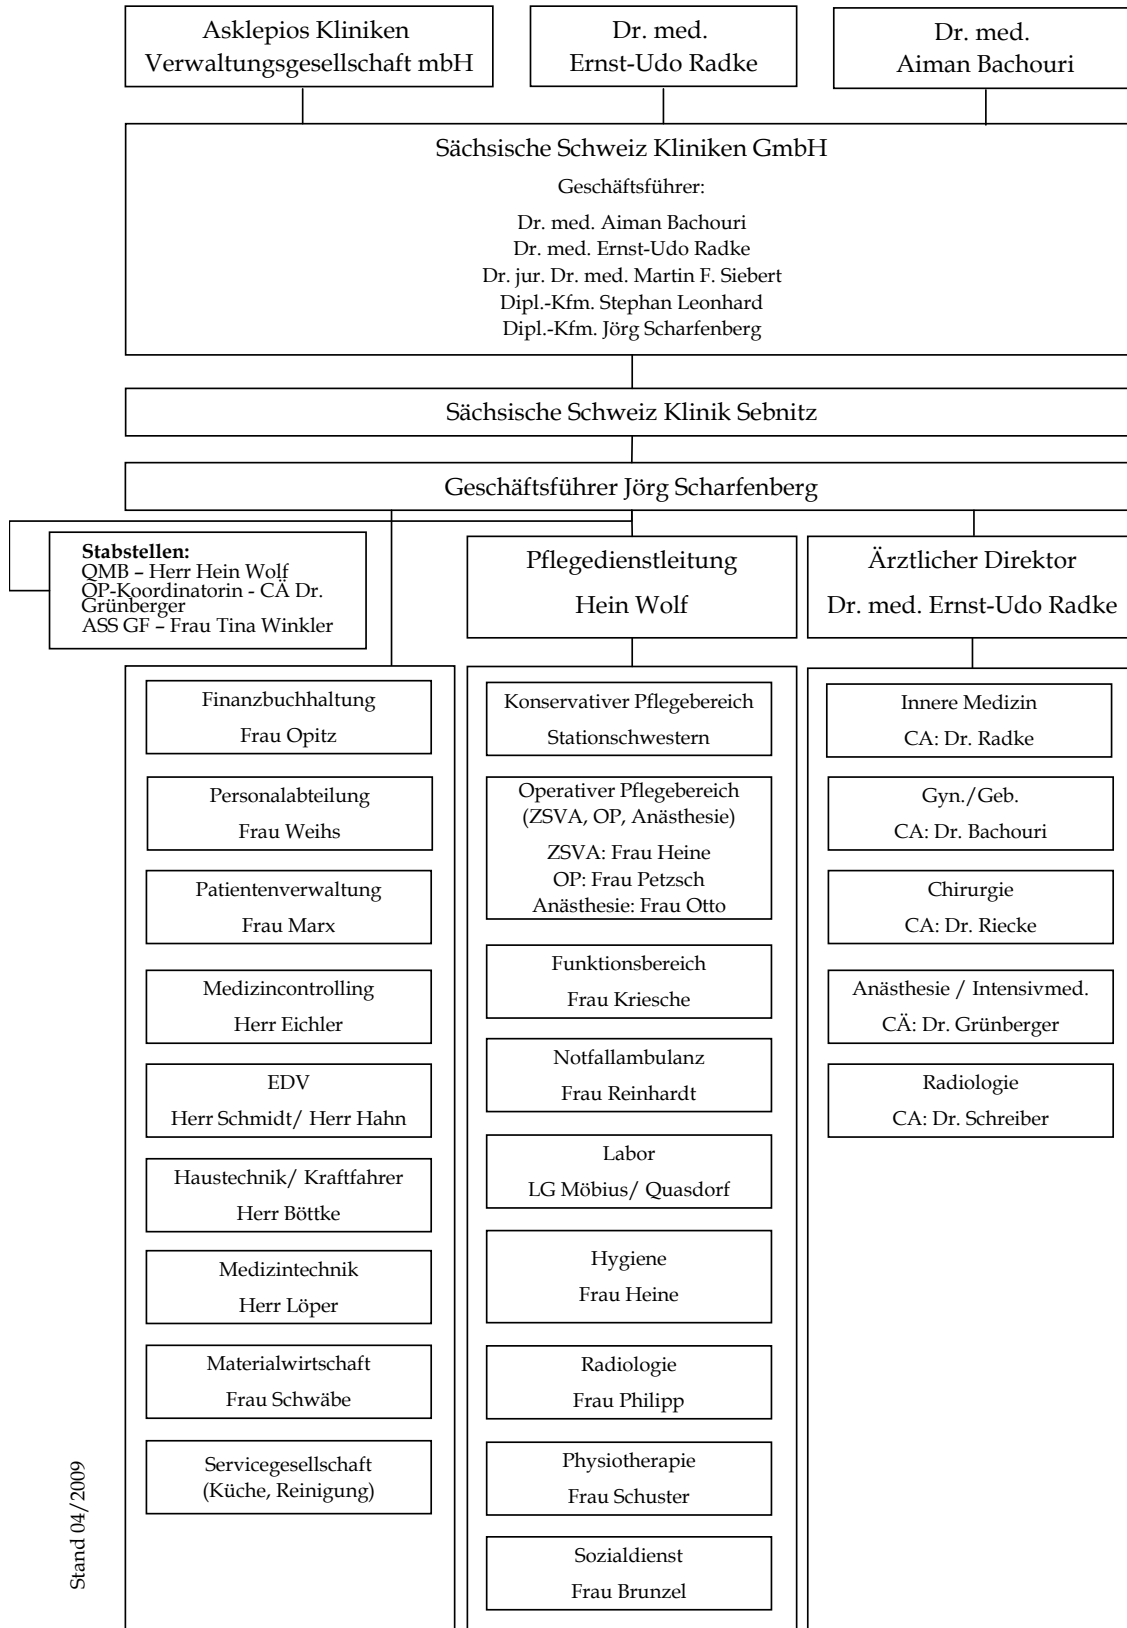 Asklepios Kliniken
Verwaltungsgesellschaft mbH
Dr. med.
Ernst-Udo Radke
Dr. med.
Aiman Bachouri
Sächsische Schweiz Kliniken GmbH
Geschäftsführer:
Dr. med. Aiman Bachouri
Dr. med. Ernst-Udo Radke
Dr. jur. Dr. med. Martin F. Siebert
Dipl.-Kfm. Stephan Leonhard
Dipl.-Kfm. Jörg Scharfenberg
Sächsische Schweiz Klinik Sebnitz
Geschäftsführer Jörg Scharfenberg
Stabstellen:
QMB – Herr Hein Wolf
OP-Koordinatorin - CÄ Dr.
Grünberger
ASS GF – Frau Tina Winkler
Pflegedienstleitung
Hein Wolf
Ärztlicher Direktor
Dr. med. Ernst-Udo Radke
Finanzbuchhaltung
Frau Opitz
Personalabteilung
Frau Weihs
Patientenverwaltung
Frau Marx
Medizincontrolling
Herr Eichler
EDV
Herr Schmidt/ Herr Hahn
Haustechnik/ Kraftfahrer
Herr Böttke
Medizintechnik
Herr Löper
Materialwirtschaft
Frau Schwäbe
Servicegesellschaft
(Küche, Reinigung)
Konservativer Pflegebereich
Stationschwestern
Operativer Pflegebereich
(ZSVA, OP, Anästhesie)
ZSVA: Frau Heine
OP: Frau Petzsch
Anästhesie: Frau Otto
Funktionsbereich
Frau Kriesche
Notfallambulanz
Frau Reinhardt
Labor
LG Möbius/ Quasdorf
Hygiene
Frau Heine
Radiologie
Frau Philipp
Physiotherapie
Frau Schuster
Sozialdienst
Frau Brunzel
Innere Medizin
CA: Dr. Radke
Gyn./Geb.
CA: Dr. Bachouri
Chirurgie
CA: Dr. Riecke
Anästhesie / Intensivmed.
CÄ: Dr. Grünberger
Radiologie
CA: Dr. Schreiber
Stand 04/2009